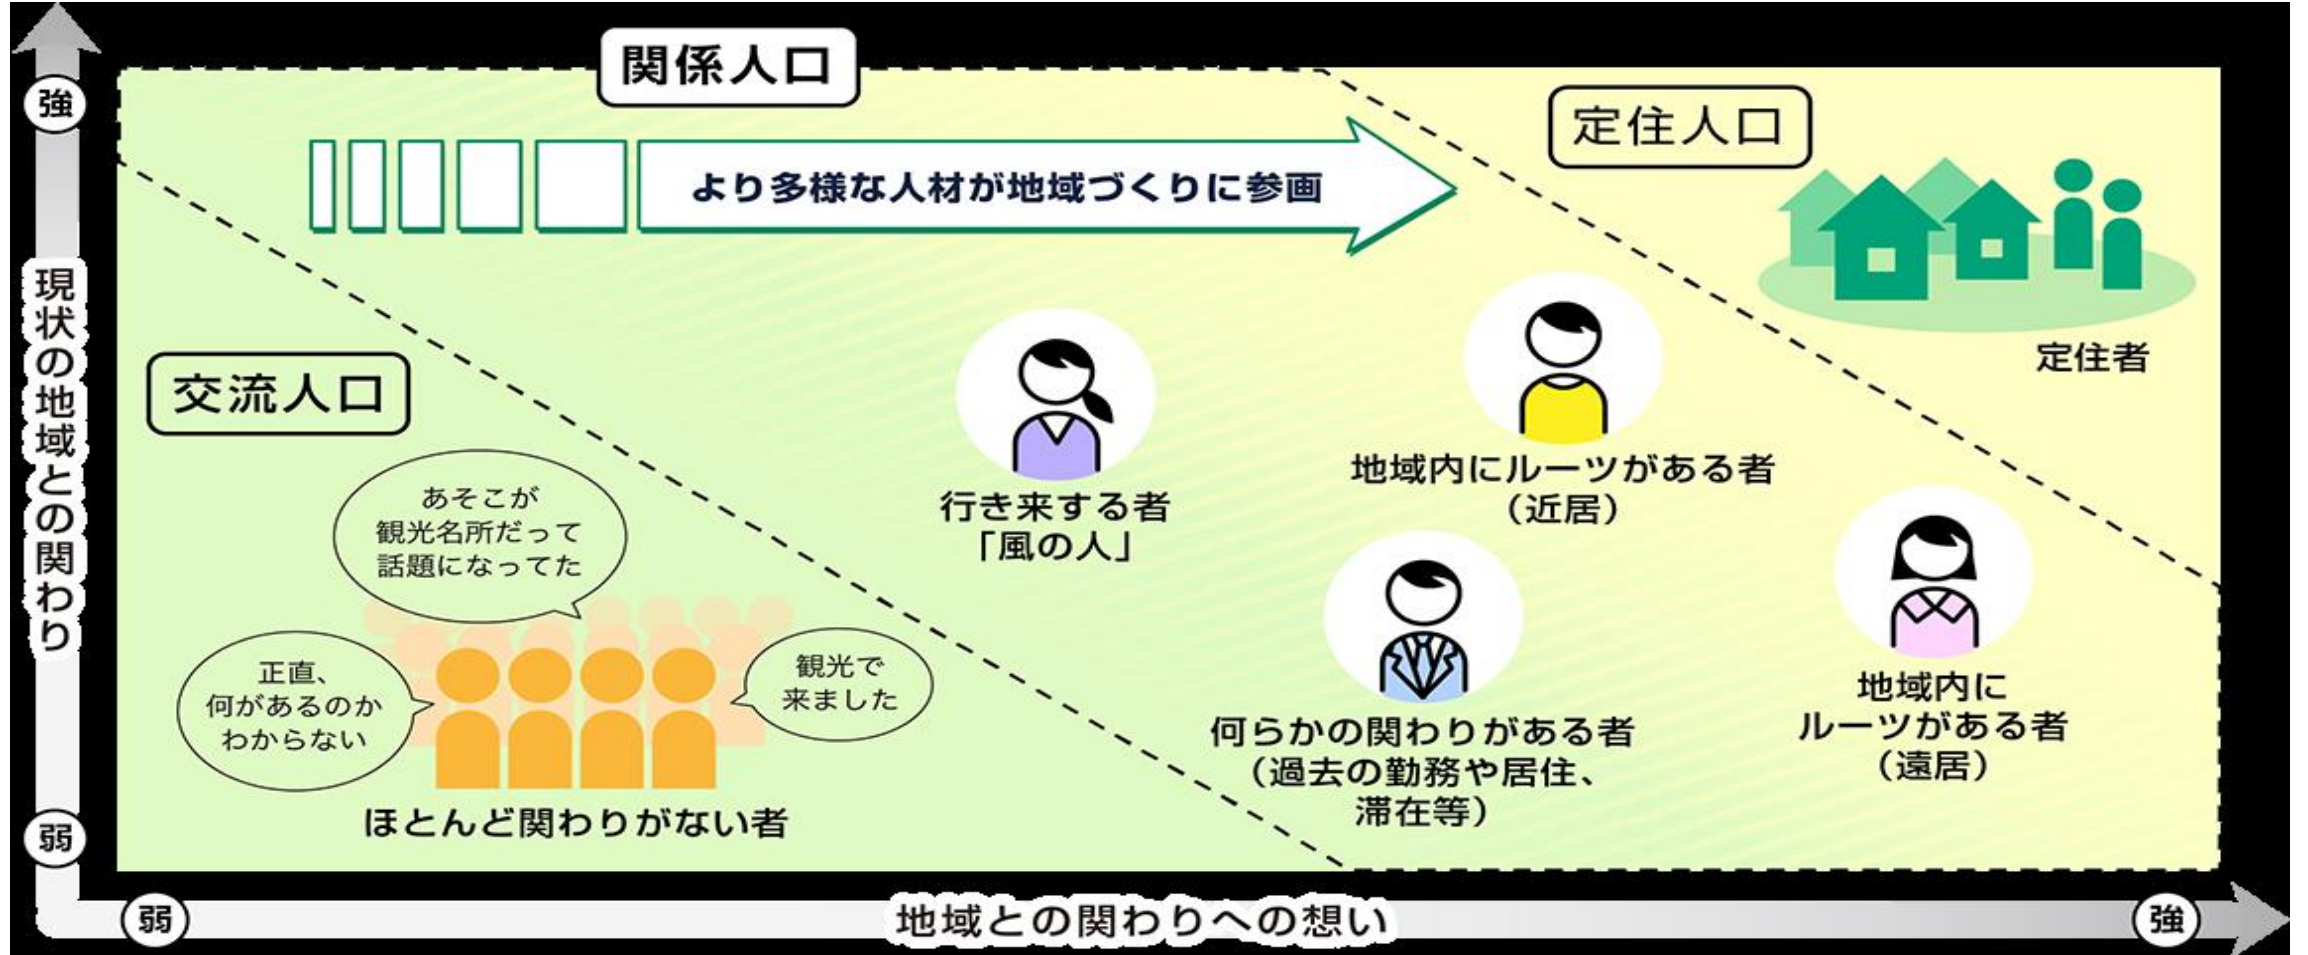 強
現状の地域との関わり
弱
関係人口
より多様な人材が地域づくりに参画
定住人口
定住者
交流人口
あそこが
観光名所だって
話題になってた
正直、
何があるのか
わからない
観光で
来ました
ほとんど関わりがない者
行き来する者
「風の人」
地域内にルーツがある者
（近居）
何らかの関わりがある者
（過去の勤務や居住、
滞在等）
地域内に
ルーツがある者
（遠居）
弱
地域との関わりへの想い
強